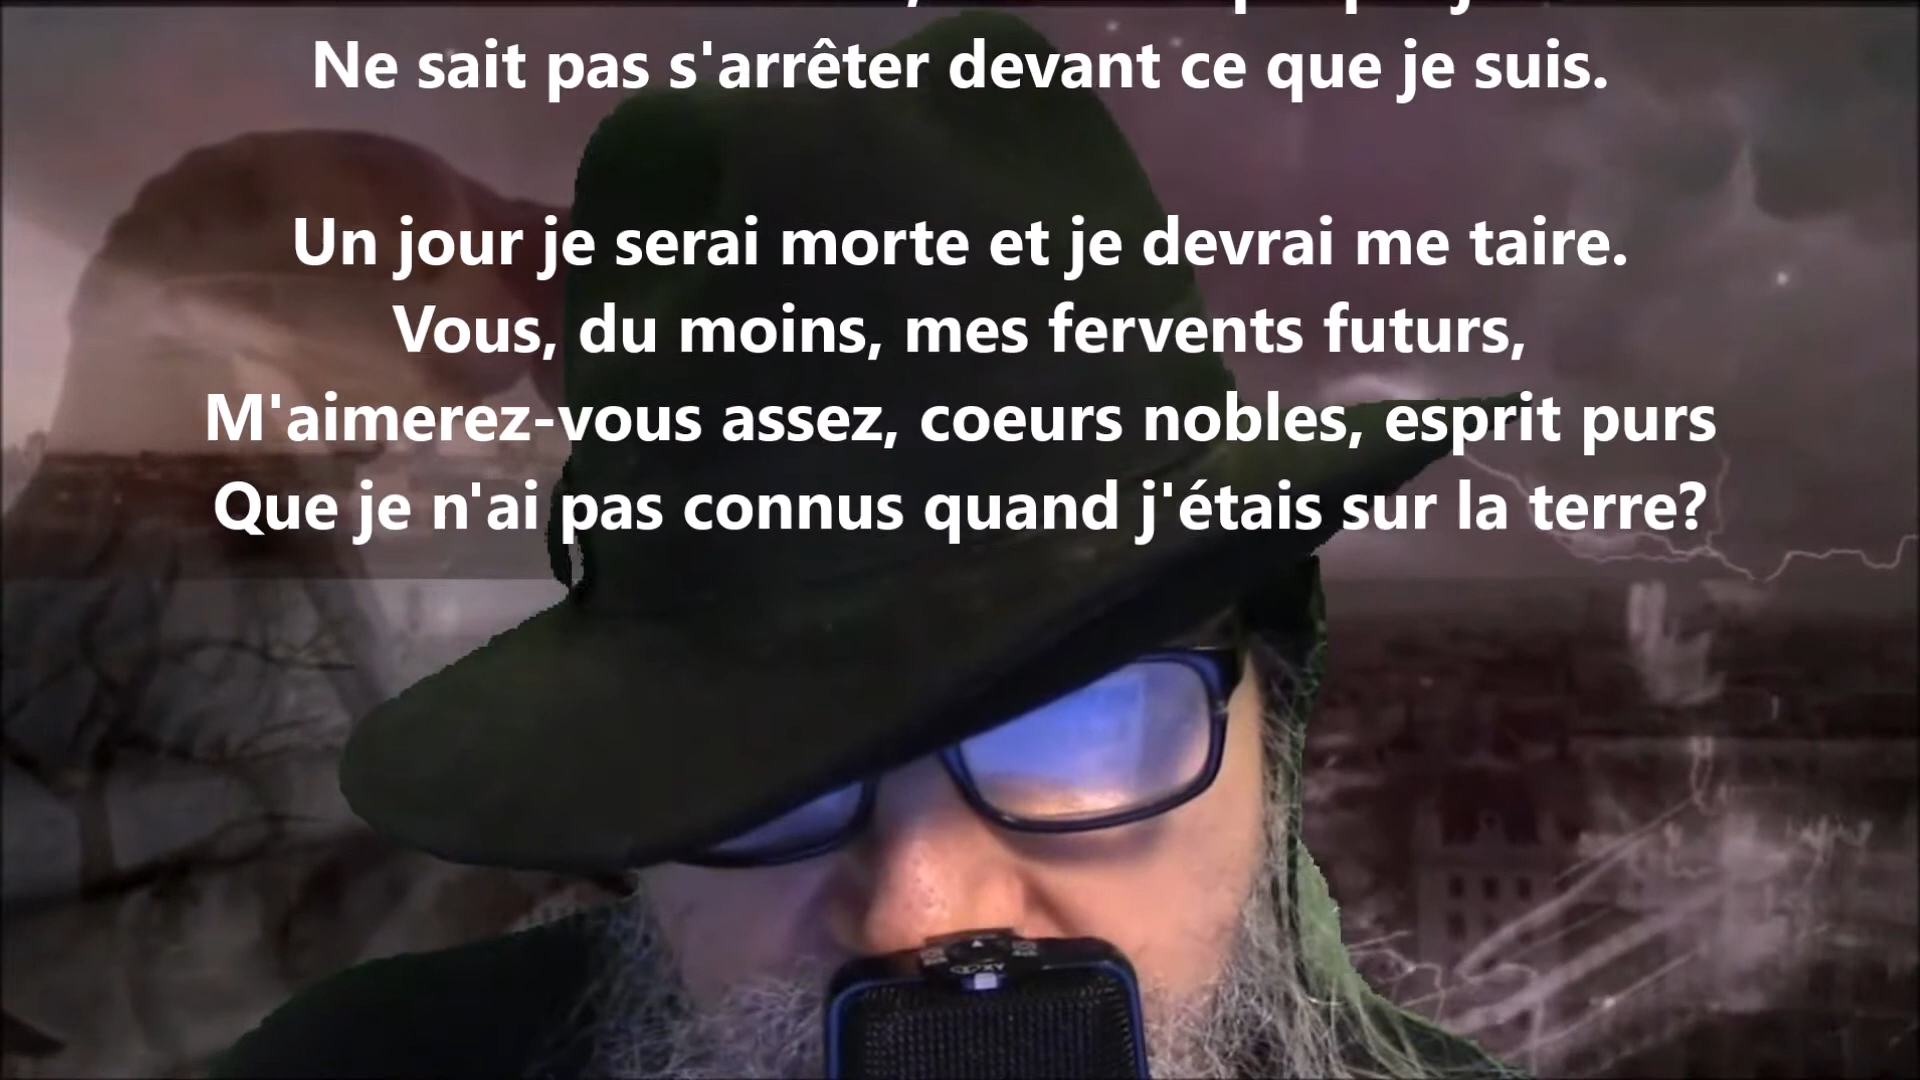 Ne sait pas s'arrêter devant ce que je suis.
Un jour je serai morte et je devrai me taire.
Vous, du moins, mes fervents futurs,
M'aimerez-vous assez, coeurs nobles, esprit purs
Que je n'ai pas connus quand j'étais sur la terre?